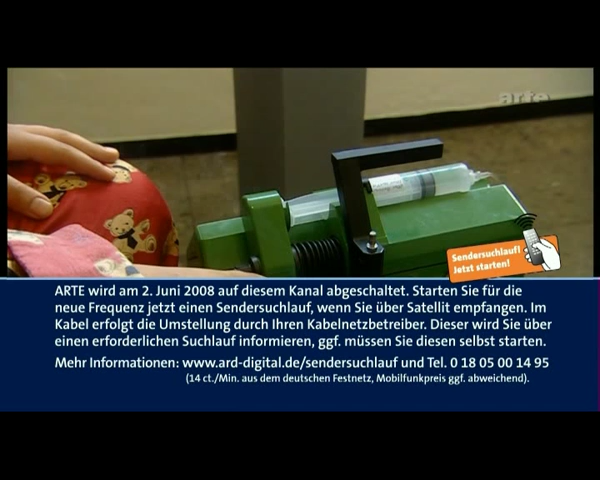 arte
Sendersuchlauf!
Jetzt starten!
ARTE wird am 2. Juni 2008 auf diesem Kanal abgeschaltet. Starten Sie für die
neue Frequenz jetzt einen Sendersuchlauf, wenn Sie über Satellit empfangen. Im
Kabel erfolgt die Umstellung durch Ihren Kabelnetzbetreiber. Dieser wird Sie über
einen erforderlichen Suchlauf informieren, ggf. müssen Sie diesen selbst starten.
Mehr Informationen: www.ard-digital.de/sendersuchlauf und Tel. 0 18 05 00 14 95
(14 ct./Min. aus dem deutschen Festnetz, Mobilfunkpreis ggf. abweichend).